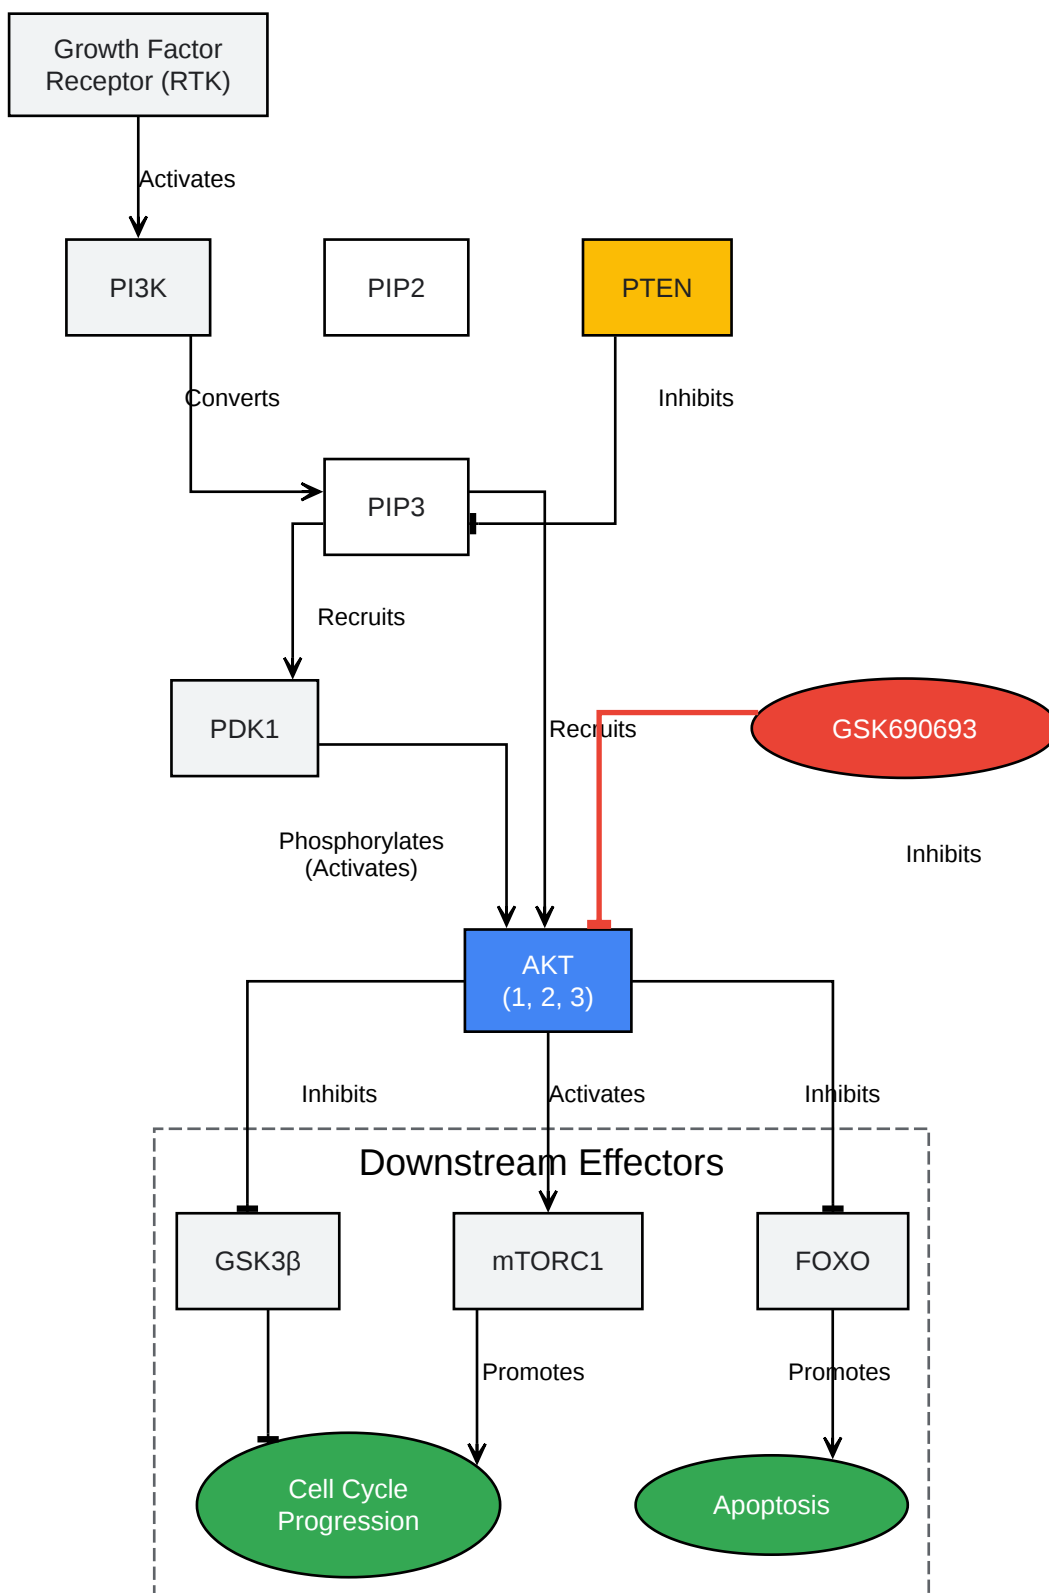 Growth Factor
Receptor (RTK)
Activates
PI3K
PIP2
PTEN
Converts
Inhibits
PIP3
Recruits
PDK1
Recruits
GSK690693
Phosphorylates
(Activates)
Inhibits
AKT
(1, 2, 3)
Inhibits
Activates
Inhibits
Downstream Effectors
GSK3β
mTORC1
FOXO
Promotes
Promotes
Cell Cycle
Progression
Apoptosis